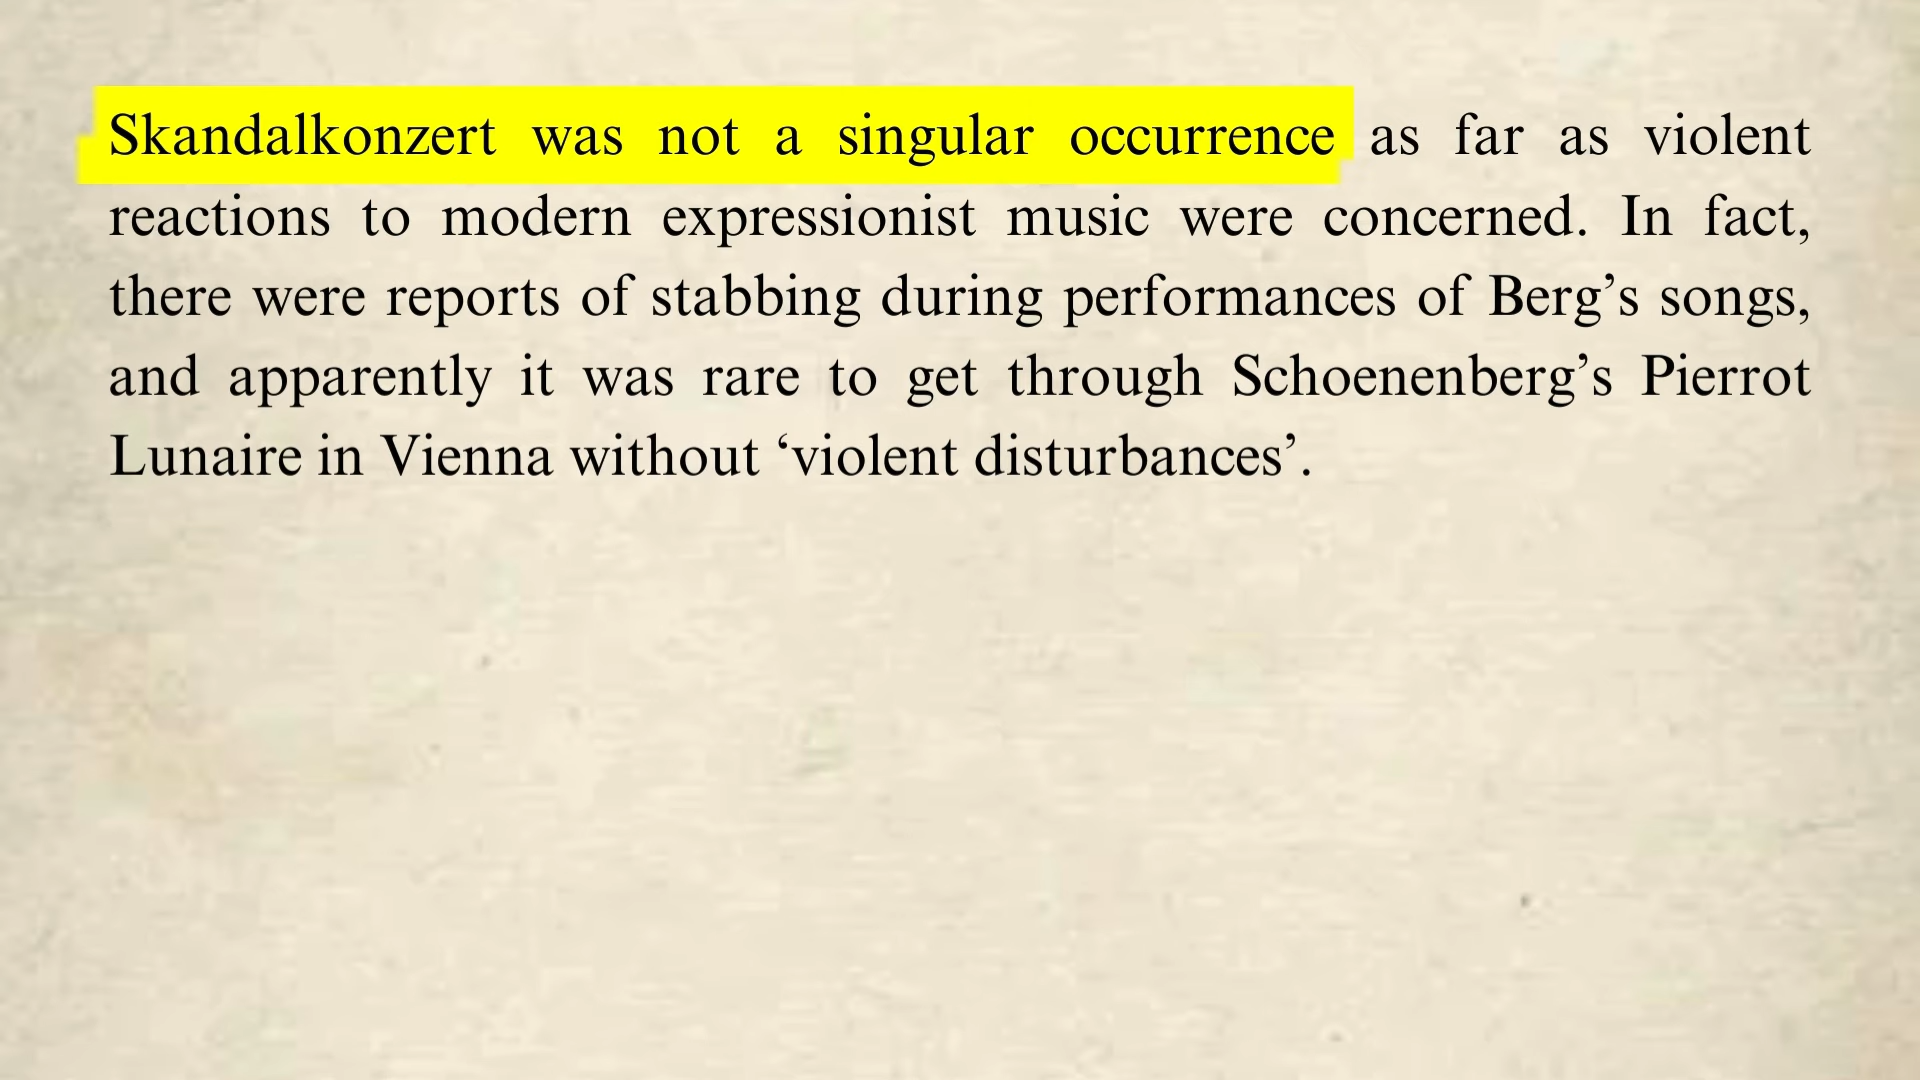 Skandalkonzert was not a singular occurrence as far as violent
reactions to modern expressionist music were concerned. In fact,
there were reports of stabbing during performances of Berg’s songs,
and apparently it was rare to get through Schoenenberg’s Pierrot
Lunaire in Vienna without ‘violent disturbances’.